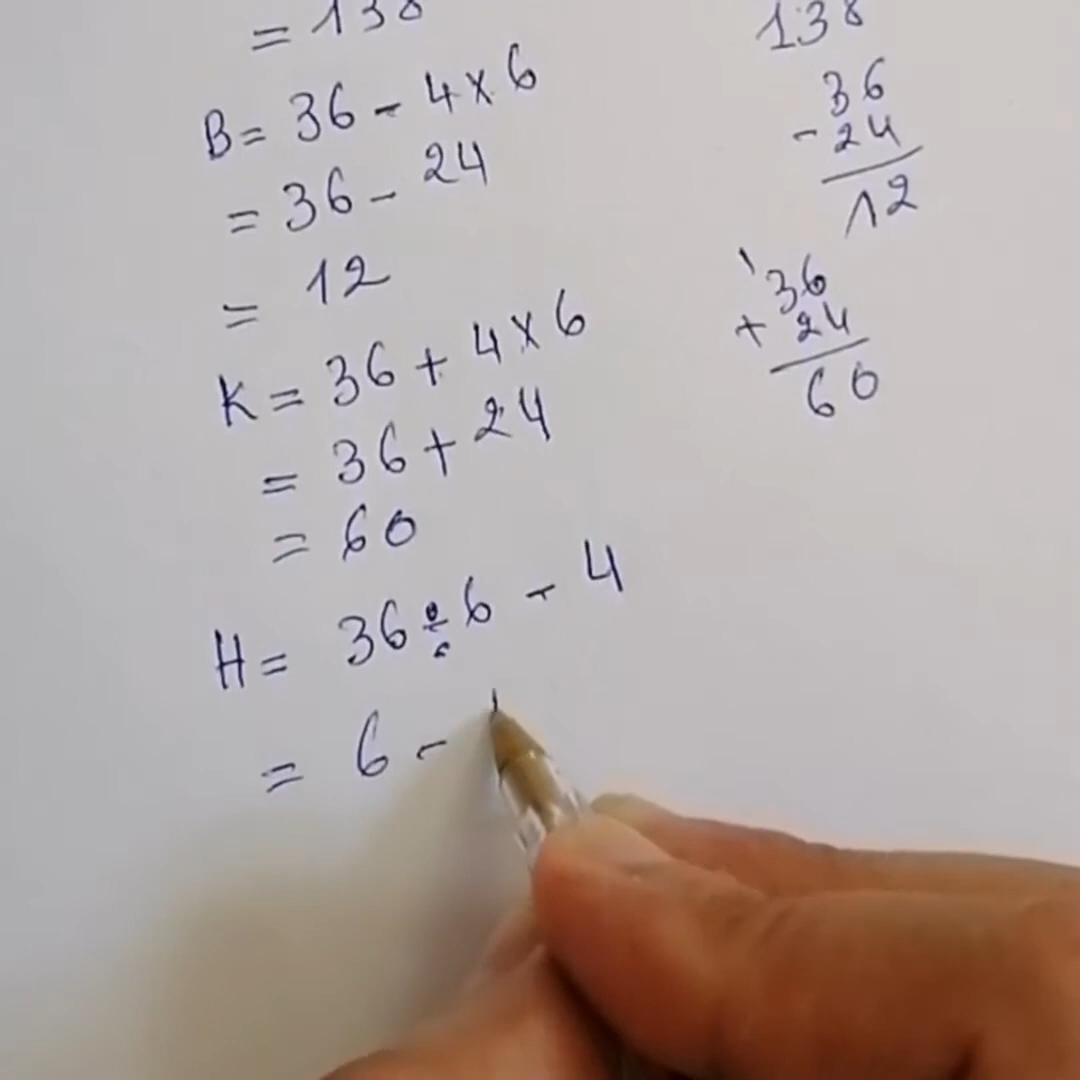 = 138
B = 36 - 4 x 6
= 36 - 24
= 12
K = 36 + 4 x 6
= 36 + 24
= 60
H = 36 ÷ 6 - 4
= 6 -
138
36
- 24
12
1
36
+ 24
60